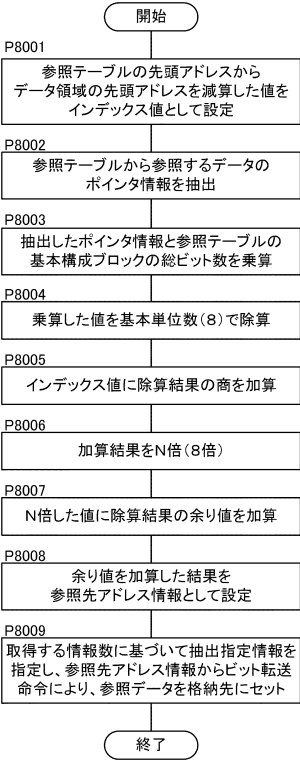 開始
P8001
参照テーブルの先頭アドレスから
データ領域の先頭アドレスを減算した値を
インデックス値として設定
P8002
参照テーブルから参照するデータの
ポインタ情報を抽出
P8003
抽出したポインタ情報と参照テーブルの
基本構成ブロックの総ビット数を乗算
P8004
乗算した値を基本単位数(8)で除算
P8005
インデックス値に除算結果の商を加算
P8006
加算結果をN倍(8倍)
P8007
N倍した値に除算結果の余り値を加算
P8008
余り値を加算した結果を
参照先アドレス情報として設定
P8009
取得する情報数に基づいて抽出指定情報を
指定し、参照先アドレス情報からビット転送
命令により、参照データを格納先にセット
終了